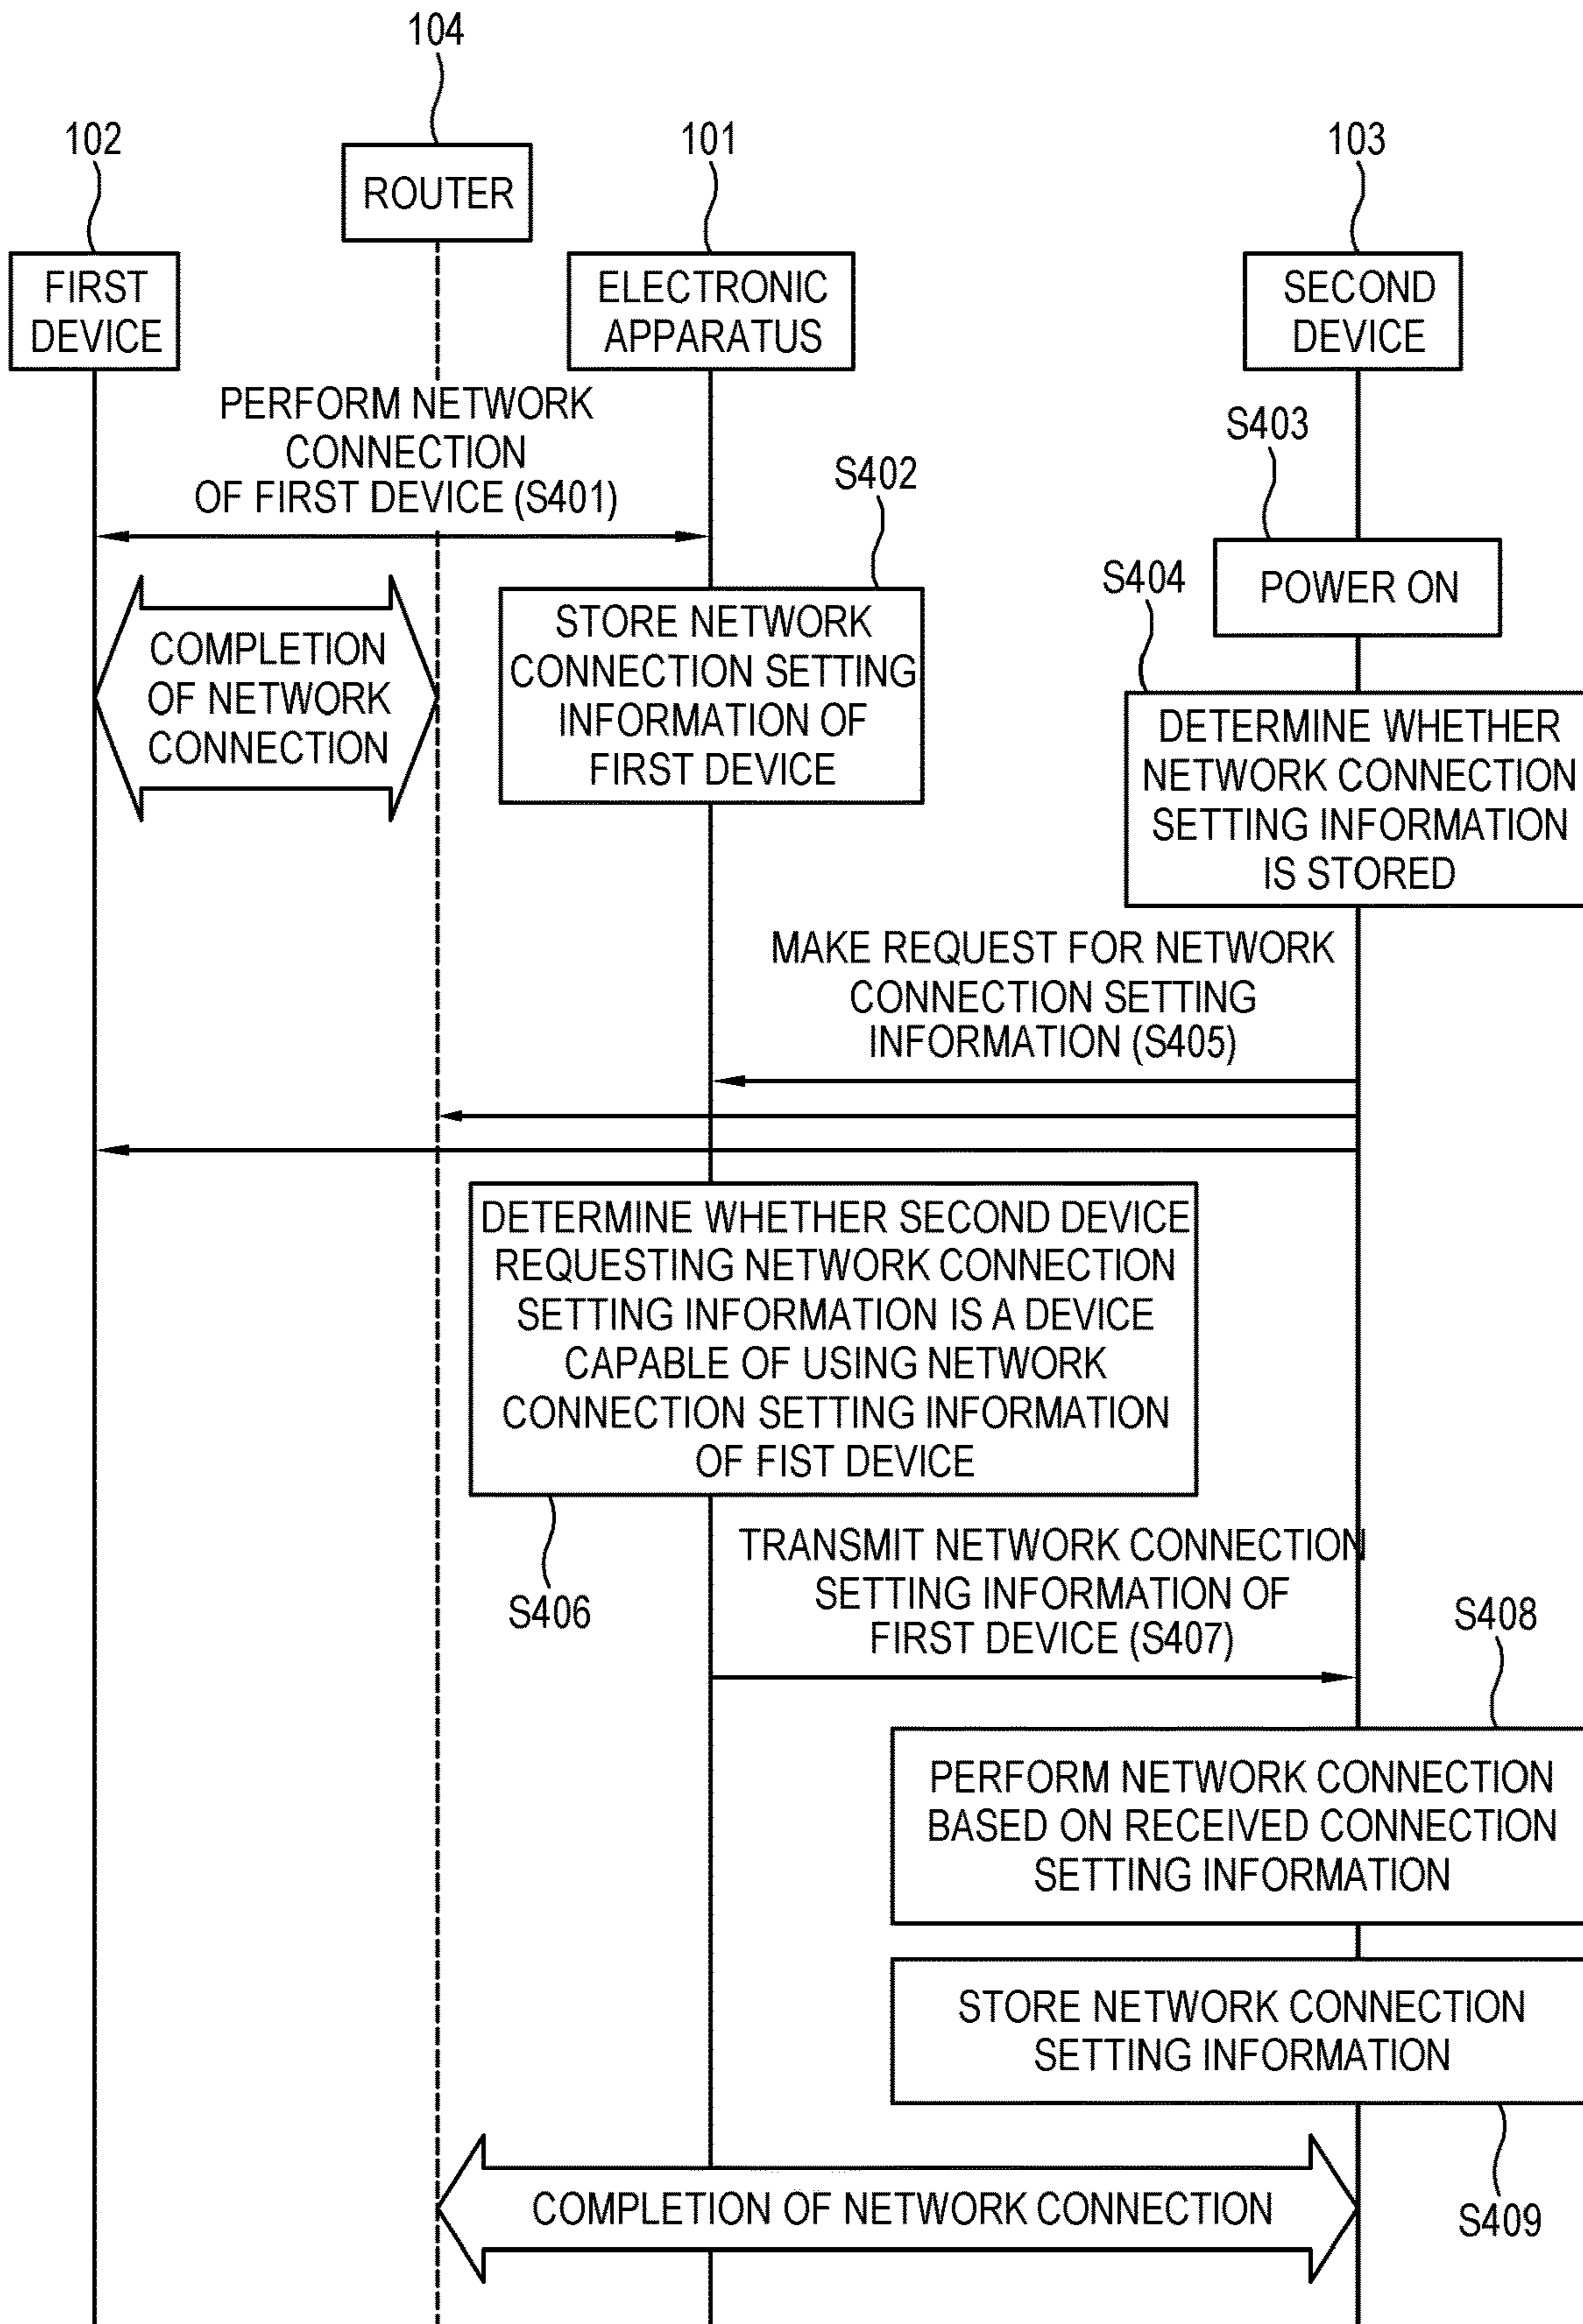 104
102
101
103
ROUTER
FIRST
DEVICE
ELECTRONIC
APPARATUS
SECOND
DEVICE
PERFORM NETWORK
CONNECTION
OF FIRST DEVICE (S401)
S402
S403
POWER ON
S404
COMPLETION
OF NETWORK
CONNECTION
STORE NETWORK
CONNECTION SETTING
INFORMATION OF
FIRST DEVICE
DETERMINE WHETHER
NETWORK CONNECTION
SETTING INFORMATION
IS STORED
MAKE REQUEST FOR NETWORK
CONNECTION SETTING
INFORMATION (S405)
DETERMINE WHETHER SECOND DEVICE
REQUESTING NETWORK CONNECTION
SETTING INFORMATION IS A DEVICE
CAPABLE OF USING NETWORK
CONNECTION SETTING INFORMATION
OF FIST DEVICE
S406
TRANSMIT NETWORK CONNECTION
SETTING INFORMATION OF
FIRST DEVICE (S407)
S408
PERFORM NETWORK CONNECTION
BASED ON RECEIVED CONNECTION
SETTING INFORMATION
STORE NETWORK CONNECTION
SETTING INFORMATION
S409
COMPLETION OF NETWORK CONNECTION